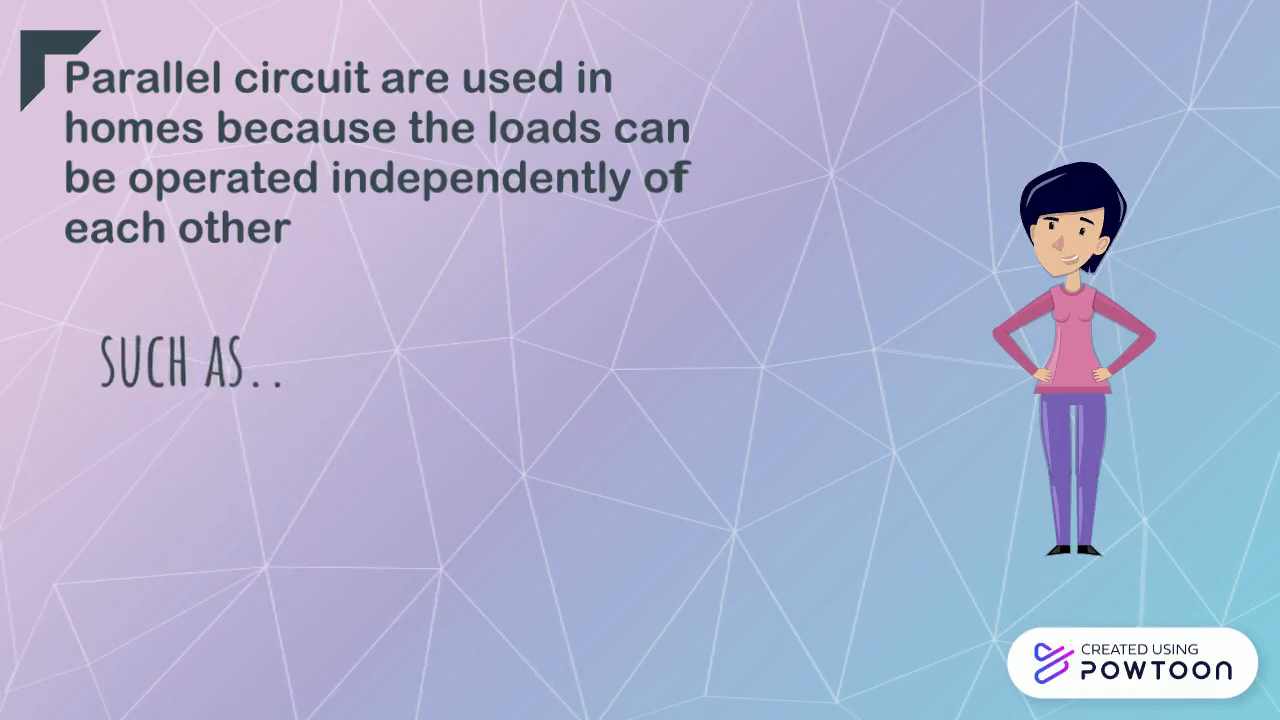 Parallel circuit are used in
homes because the loads can
be operated independently of
each other
SUCH AS..
CREATED USING
POWTOON